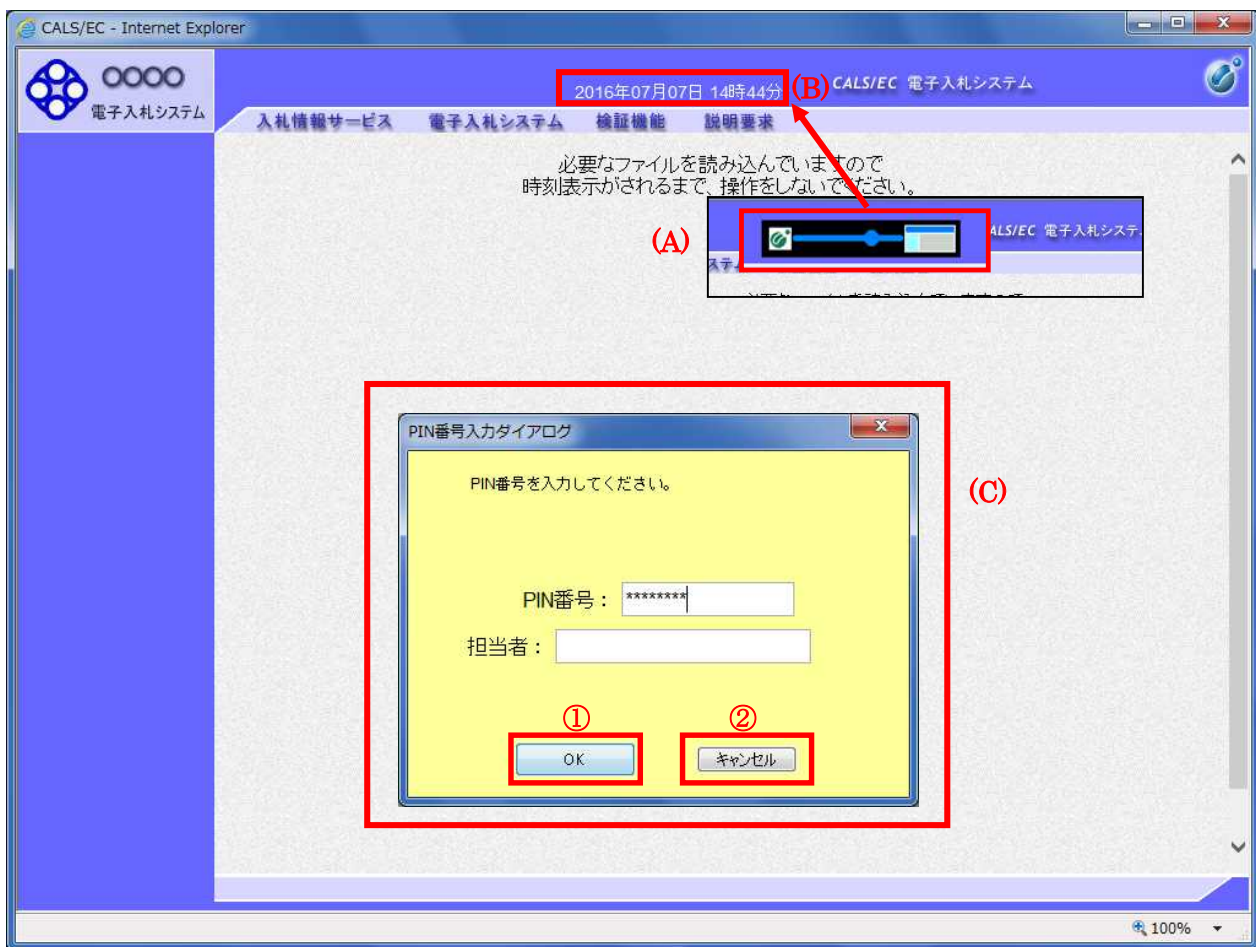 CALS/EC - Internet Explorer
〇〇〇〇
電子入札システム
2016年07月07日 14時44分
(B)
CALS/EC 電子入札システム
入札情報サービス 電子入札システム 検証機能 説明要求
必要なファイルを読み込んでいますので
時刻表示がされるまで、操作をしないでください。
(A)
ALS/EC 電子入札システ
ステ
PIN番号入力ダイアログ
PIN番号を入力してください。
(C)
PIN番号： ********
担当者：
① ②
OK キャンセル
100%